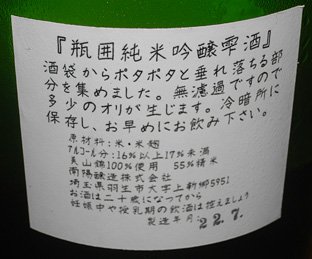 『瓶囲純米吟醸雫酒』
酒袋からポタポタと垂れ落ちる部
分を集めました。無濾過ですので
多少のオリが生じます。冷暗所に
保存し、お早めにお飲み下さい。
原材料:米・米麹
アルコール分:16%以上17%未満
美山錦100%使用 55%精米
南陽醸造株式会社
埼玉県羽生市大字上新郷5951
お酒は二十歳になってから
妊娠中や授乳期の飲酒は控えましょう
製造年月:22.7.